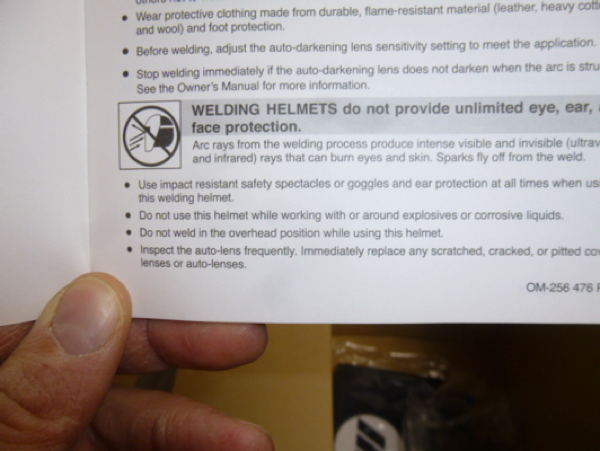 • Wear protective clothing made from durable, flame-resistant material (leather, heavy
and wool) and foot protection.
• Before welding, adjust the auto-darkening lens sensitivity setting to meet the application.
• Stop welding immediately if the auto-darkening lens does not darken when the arc is
See the Owner's Manual for more information.
WELDING HELMETS do not provide unlimited eye, ear,
face protection.
Arc rays from the welding process produce intense visible and invisible
and infrared) rays that can burn eyes and skin. Sparks fly off from the weld.
• Use impact resistant safety spectacles or goggles and ear protection at all times when
this welding helmet.
• Do not use this helmet while working with or around explosives or corrosive liquids.
• Do not weld in the overhead position while using this helmet.
• Inspect the auto-lens frequently. Immediately replace any scratched, cracked, or pitted
lenses or auto-lenses.
OM-256 476